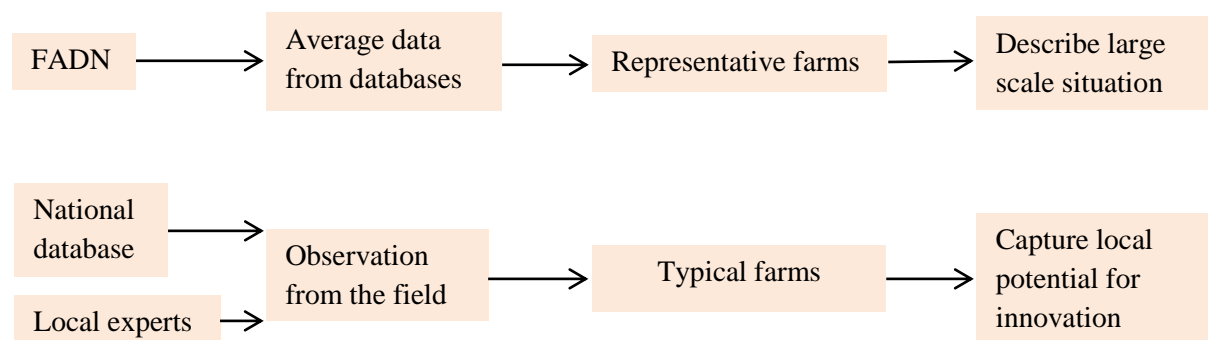 FADN
Average data
from databases
Representative farms
Describe large
scale situation
National
database
Local experts
Observation
from the field
Typical farms
Capture local
potential for
innovation